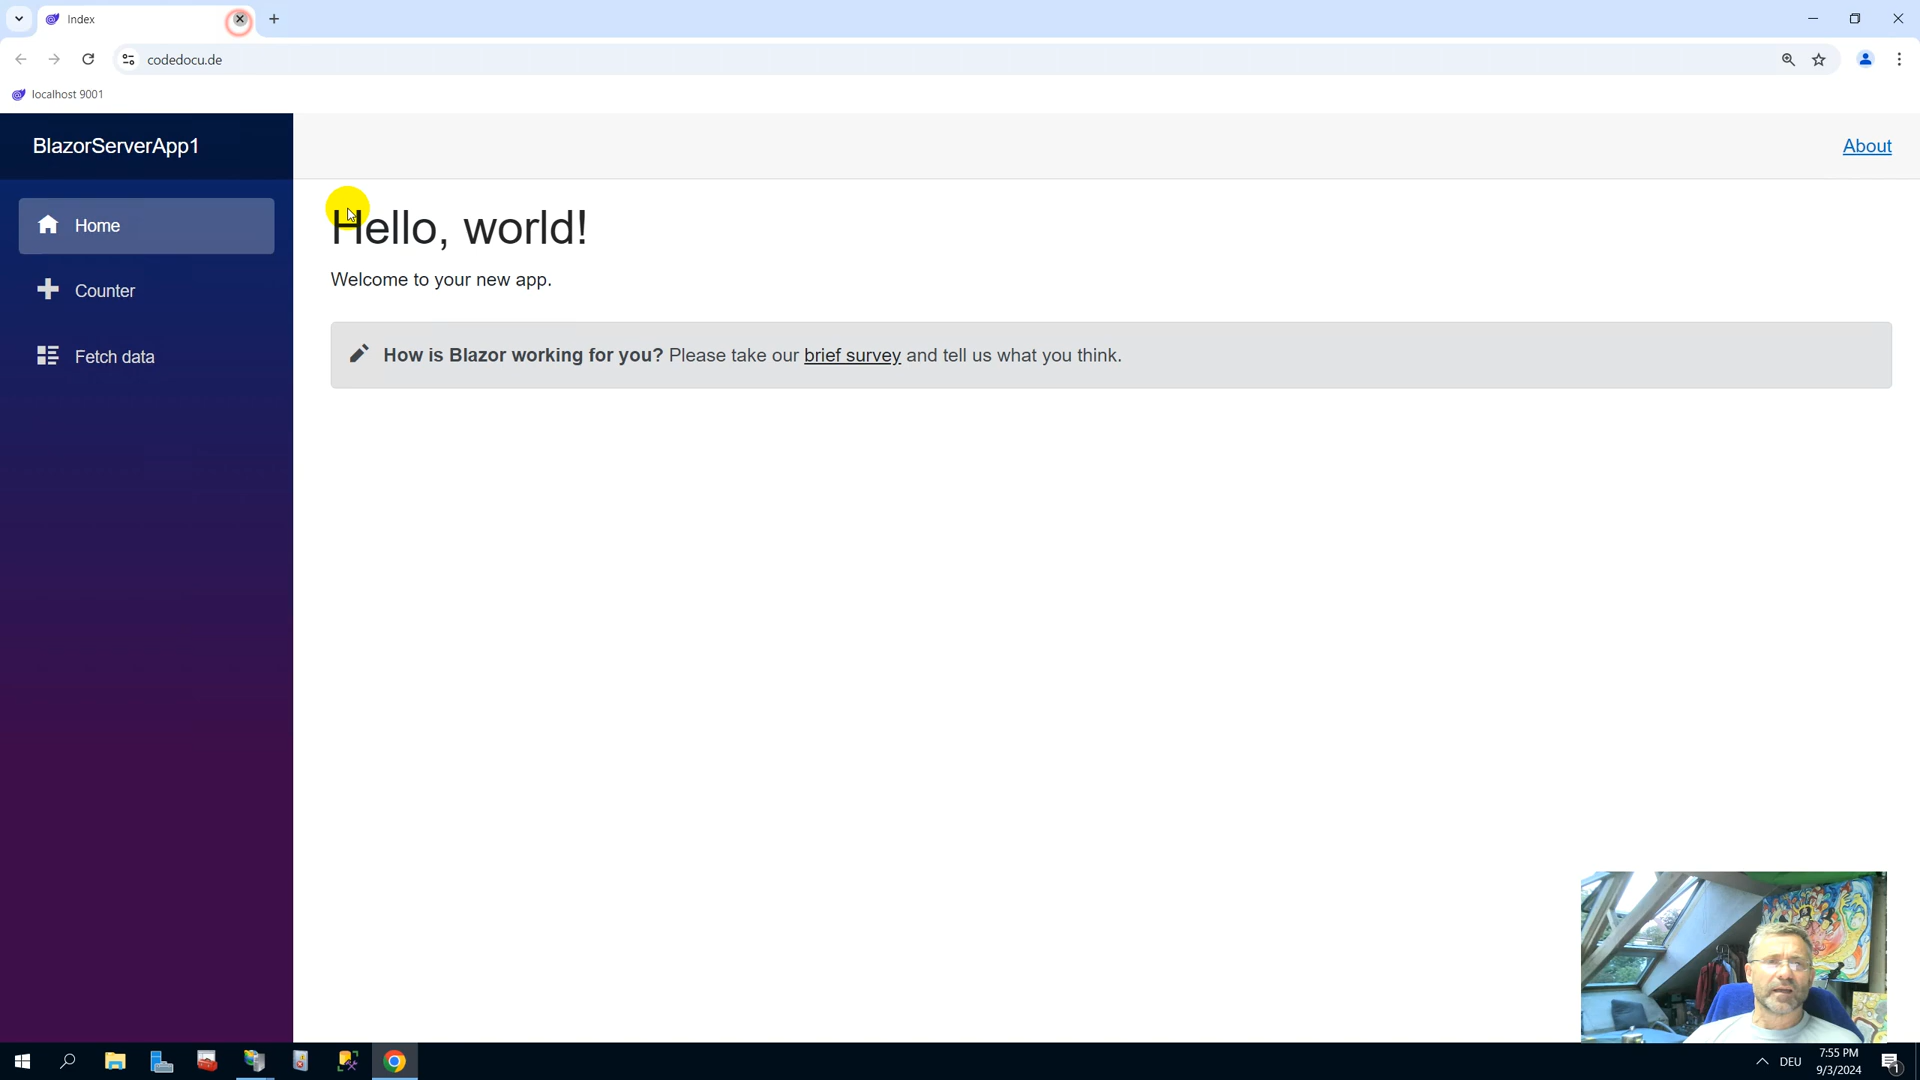 Index
codedocu.de
localhost 9001
BlazorServerApp1
About
Home
Counter
Fetch data
Hello, world!
Welcome to your new app.
How is Blazor working for you? Please take our brief survey and tell us what you think.
DEU
7:55 PM
9/3/2024
1